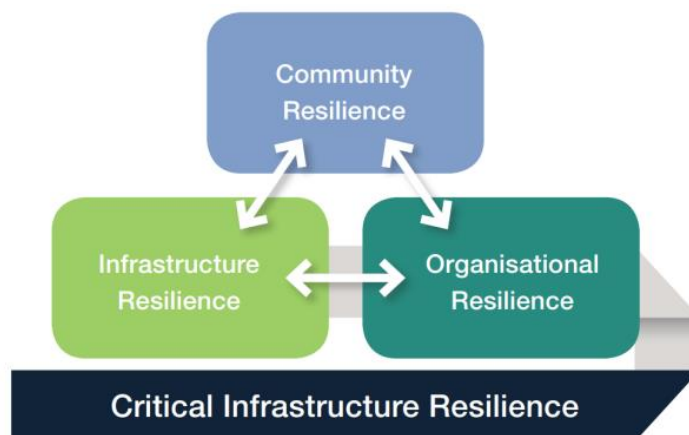 Community
Resilience
Infrastructure
Resilience
Organisational
Resilience
Critical Infrastructure Resilience